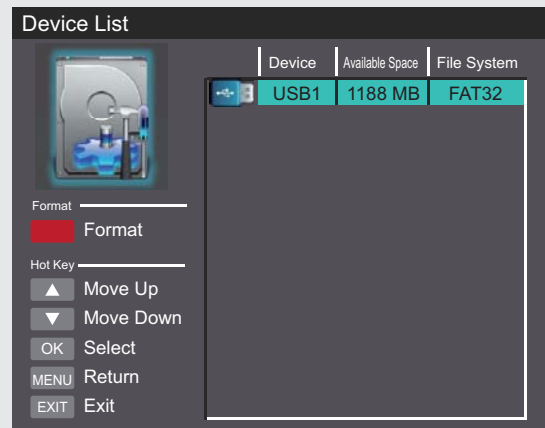 Device List
Device Available Space File System
USB1 1188 MB FAT32
Format
Format
Hot Key
Move Up
Move Down
OK Select
MENU Return
EXIT Exit